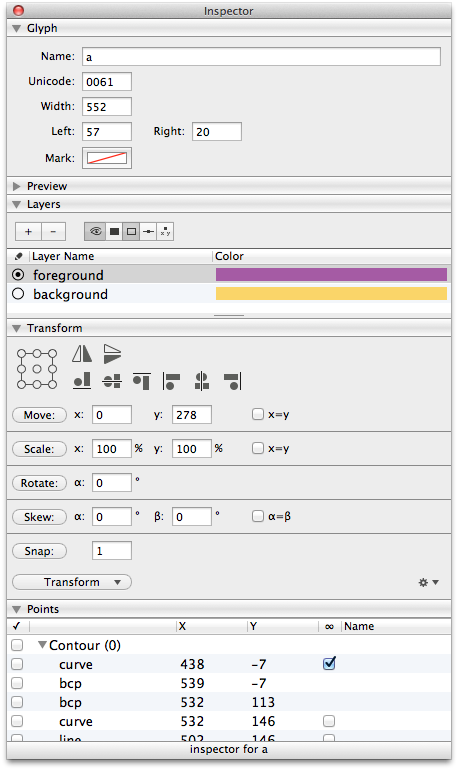 Inspector
Glyph
Name: a
Unicode: 0061
Width: 552
Left: 57 Right: 20
Mark:
Preview
Layers
+ −
x y
Layer Name Color
foreground
background
Transform
Move: x: 0 y: 278 x=y
Scale: x: 100 % y: 100 % x=y
Rotate: α: 0 °
Skew: α: 0 ° β: 0 ° α=β
Snap: 1
Transform
Points
✓ X Y ∞ Name
Contour (0)
curve 438 -7
bcp 539 -7
bcp 532 113
curve 532 146
line 502 146
inspector for a